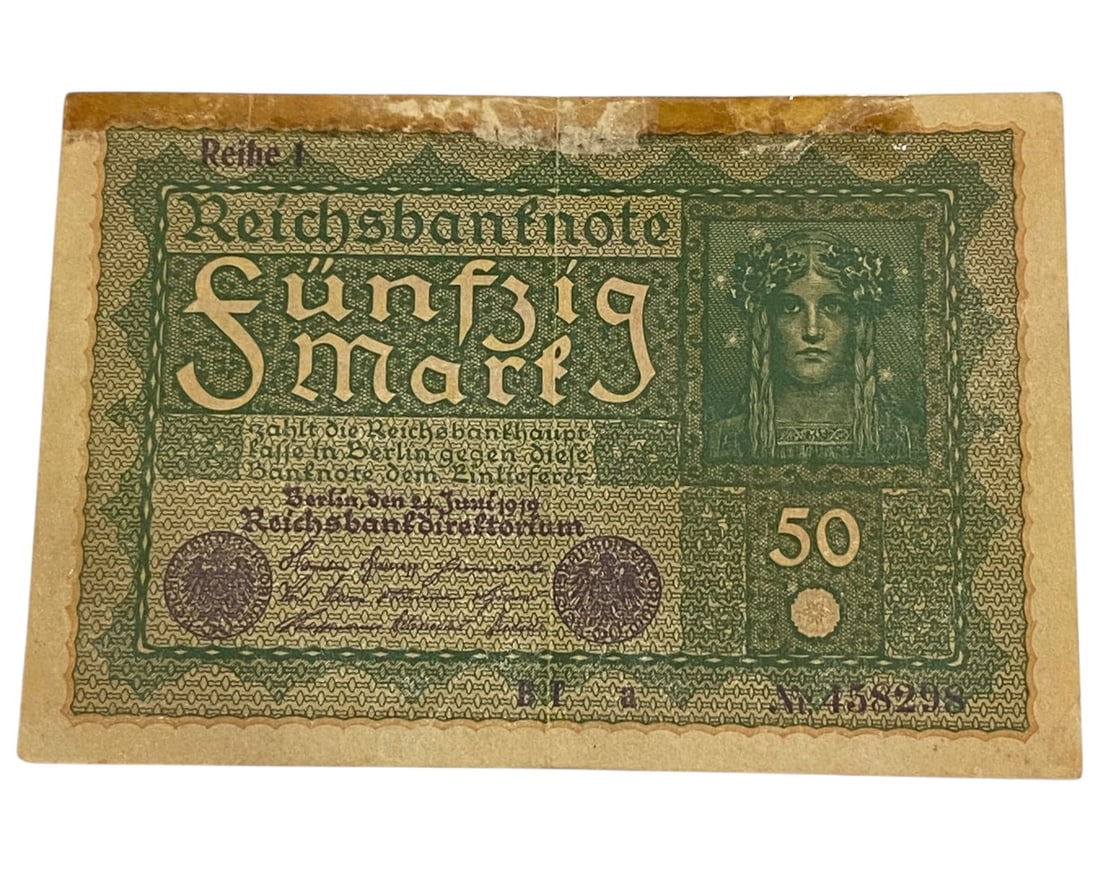 Reihe 1
Reichsbanknote
Fünfzig
Mark
zahlt die Reichsbankhaupt-
kasse in Berlin gegen diese
Banknote dem Einlieferer
Berlin, den 24. Juni 1919
Reichsbankdirektorium
50
Bf a
Nr. 458298